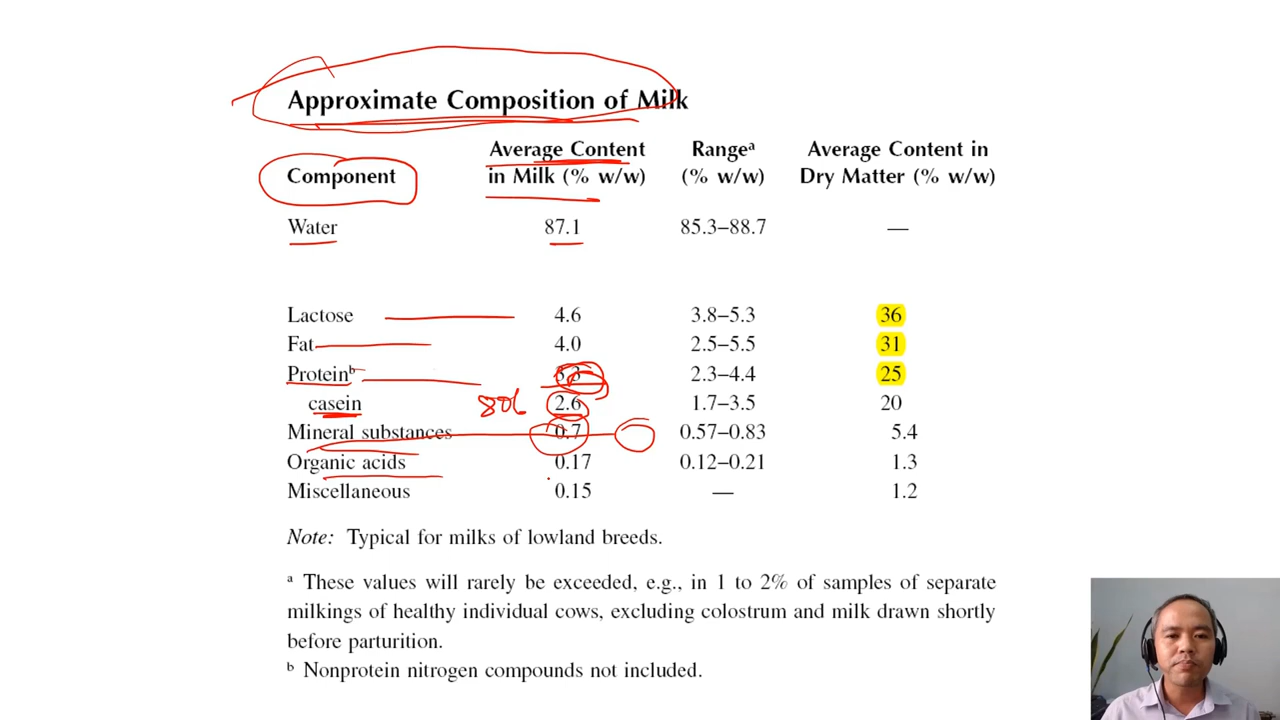 Approximate Composition of Milk
Average Content Rangeᵃ Average Content in
Component in Milk (% w/w) (% w/w) Dry Matter (% w/w)
Water 87.1 85.3–88.7 —
Lactose 4.6 3.8–5.3 36
Fat 4.0 2.5–5.5 31
Proteinᵇ 3.3 2.3–4.4 25
casein 80% 2.6 1.7–3.5 20
Mineral substances 0.7 0.57–0.83 5.4
Organic acids 0.17 0.12–0.21 1.3
Miscellaneous 0.15 — 1.2
Note: Typical for milks of lowland breeds.
ᵃ These values will rarely be exceeded, e.g., in 1 to 2% of samples of separate
milkings of healthy individual cows, excluding colostrum and milk drawn shortly
before parturition.
ᵇ Nonprotein nitrogen compounds not included.